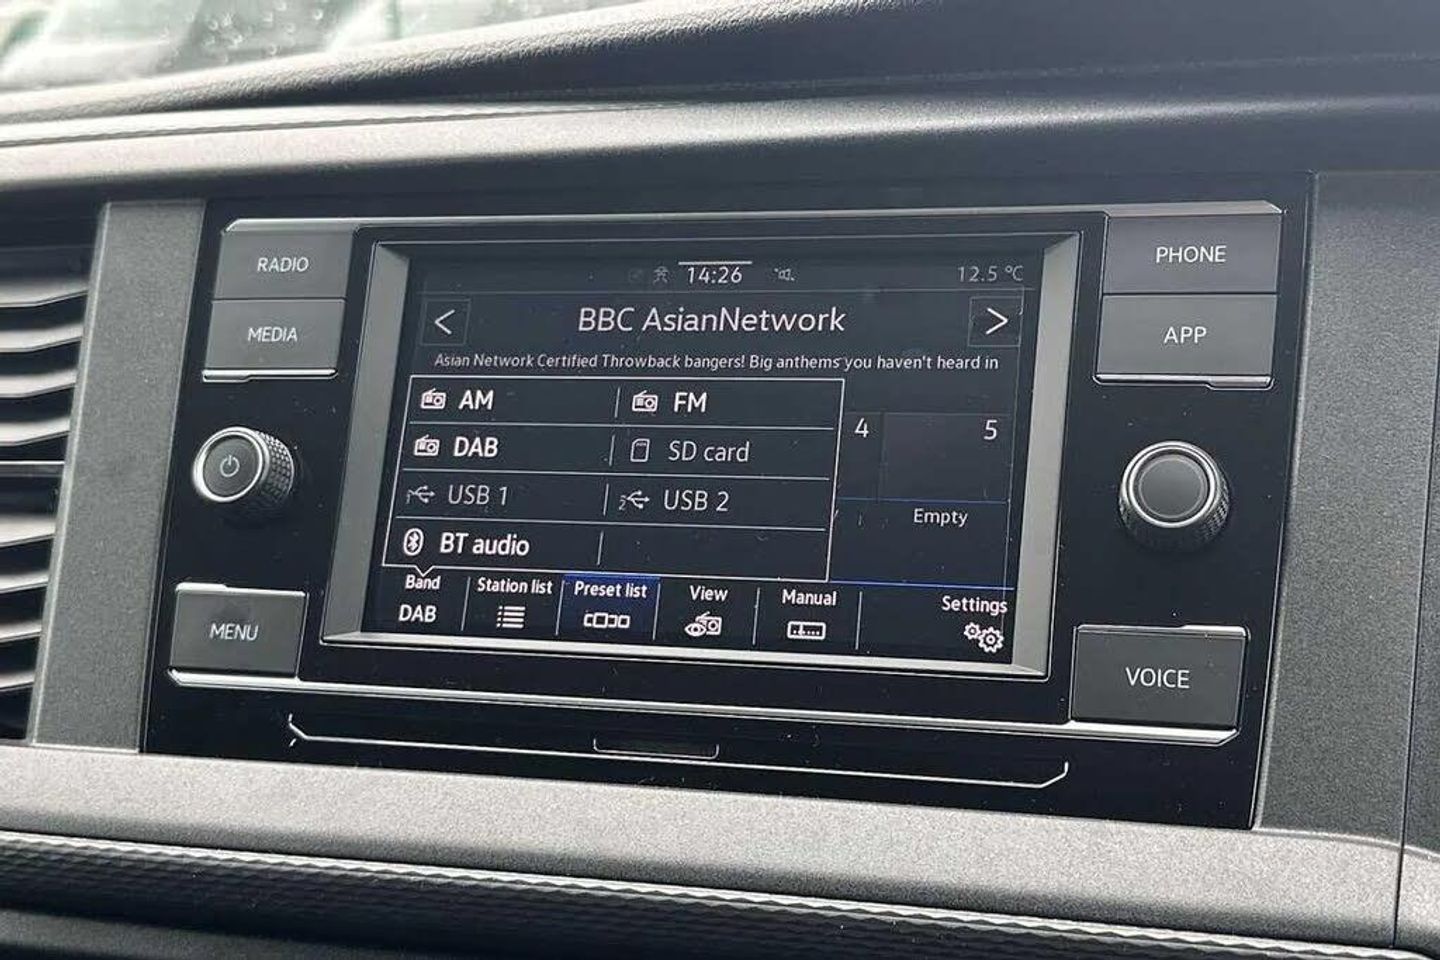 RADIO
MEDIA
MENU
PHONE
APP
VOICE
14:26
12.5 °C
< BBC AsianNetwork >
Asian Network Certified Throwback bangers! Big anthems you haven't heard in
AM FM
DAB SD card
1 USB 1 2 USB 2
BT audio
4 5
Empty
Band Station list Preset list View Manual Settings
DAB